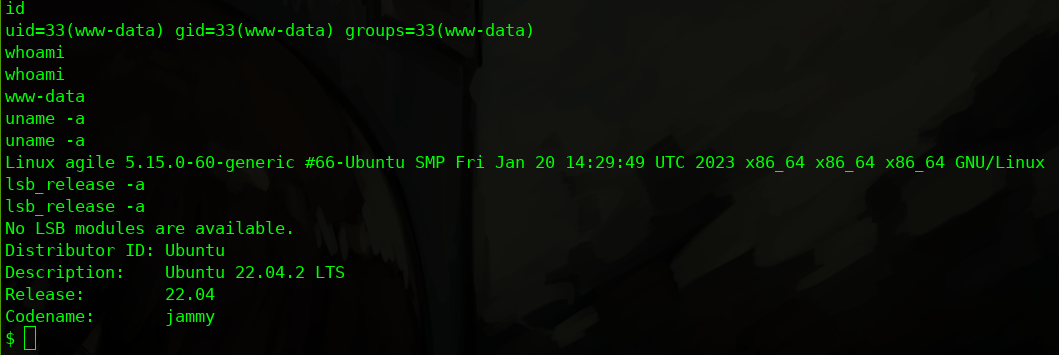 id
uid=33(www-data) gid=33(www-data) groups=33(www-data)
whoami
whoami
www-data
uname -a
uname -a
Linux agile 5.15.0-60-generic #66-Ubuntu SMP Fri Jan 20 14:29:49 UTC 2023 x86_64 x86_64 x86_64 GNU/Linux
lsb_release -a
lsb_release -a
No LSB modules are available.
Distributor ID: Ubuntu
Description:    Ubuntu 22.04.2 LTS
Release:        22.04
Codename:       jammy
$